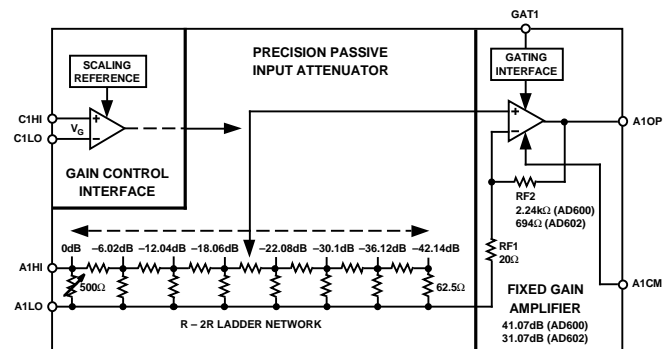 GAT1
PRECISION PASSIVE
INPUT ATTENUATOR
SCALING
REFERENCE
GATING
INTERFACE
C1HI
C1LO
VG
+
–
+
–
A1OP
GAIN CONTROL
INTERFACE
RF2
2.24kΩ (AD600)
694Ω (AD602)
0dB –6.02dB –12.04dB –18.06dB –22.08dB –30.1dB –36.12dB –42.14dB
RF1
20Ω
A1HI
500Ω
62.5Ω
A1CM
A1LO
R – 2R LADDER NETWORK
FIXED GAIN
AMPLIFIER
41.07dB (AD600)
31.07dB (AD602)